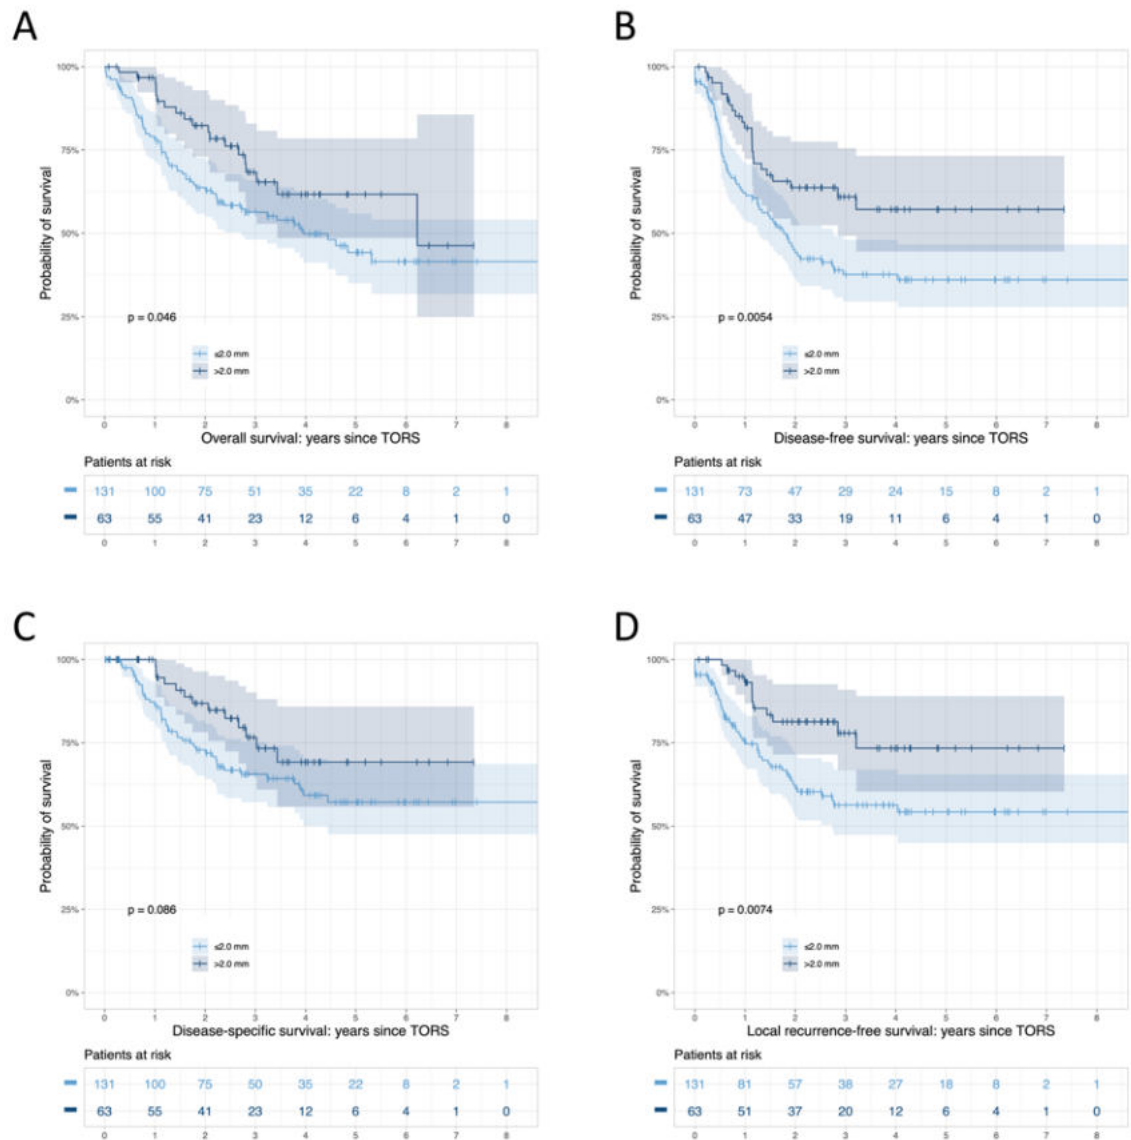 A
100%
75%
50%
25%
0%
Probability of survival
p = 0.046
≤2.0 mm
>2.0 mm
0 1 2 3 4 5 6 7 8
Overall survival: years since TORS
Patients at risk
131 100 75 51 35 22 8 2 1
63 55 41 23 12 6 4 1 0
0 1 2 3 4 5 6 7 8
B
100%
75%
50%
25%
0%
Probability of survival
p = 0.0054
≤2.0 mm
>2.0 mm
0 1 2 3 4 5 6 7 8
Disease-free survival: years since TORS
Patients at risk
131 73 47 29 24 15 8 2 1
63 47 33 19 11 6 4 1 0
0 1 2 3 4 5 6 7 8
C
100%
75%
50%
25%
0%
Probability of survival
p = 0.086
≤2.0 mm
>2.0 mm
0 1 2 3 4 5 6 7 8
Disease-specific survival: years since TORS
Patients at risk
131 100 75 50 35 22 8 2 1
63 55 41 23 12 6 4 1 0
0 1 2 3 4 5 6 7 8
D
100%
75%
50%
25%
0%
Probability of survival
p = 0.0074
≤2.0 mm
>2.0 mm
0 1 2 3 4 5 6 7 8
Local recurrence-free survival: years since TORS
Patients at risk
131 81 57 38 27 18 8 2 1
63 51 37 20 12 6 4 1 0
0 1 2 3 4 5 6 7 8